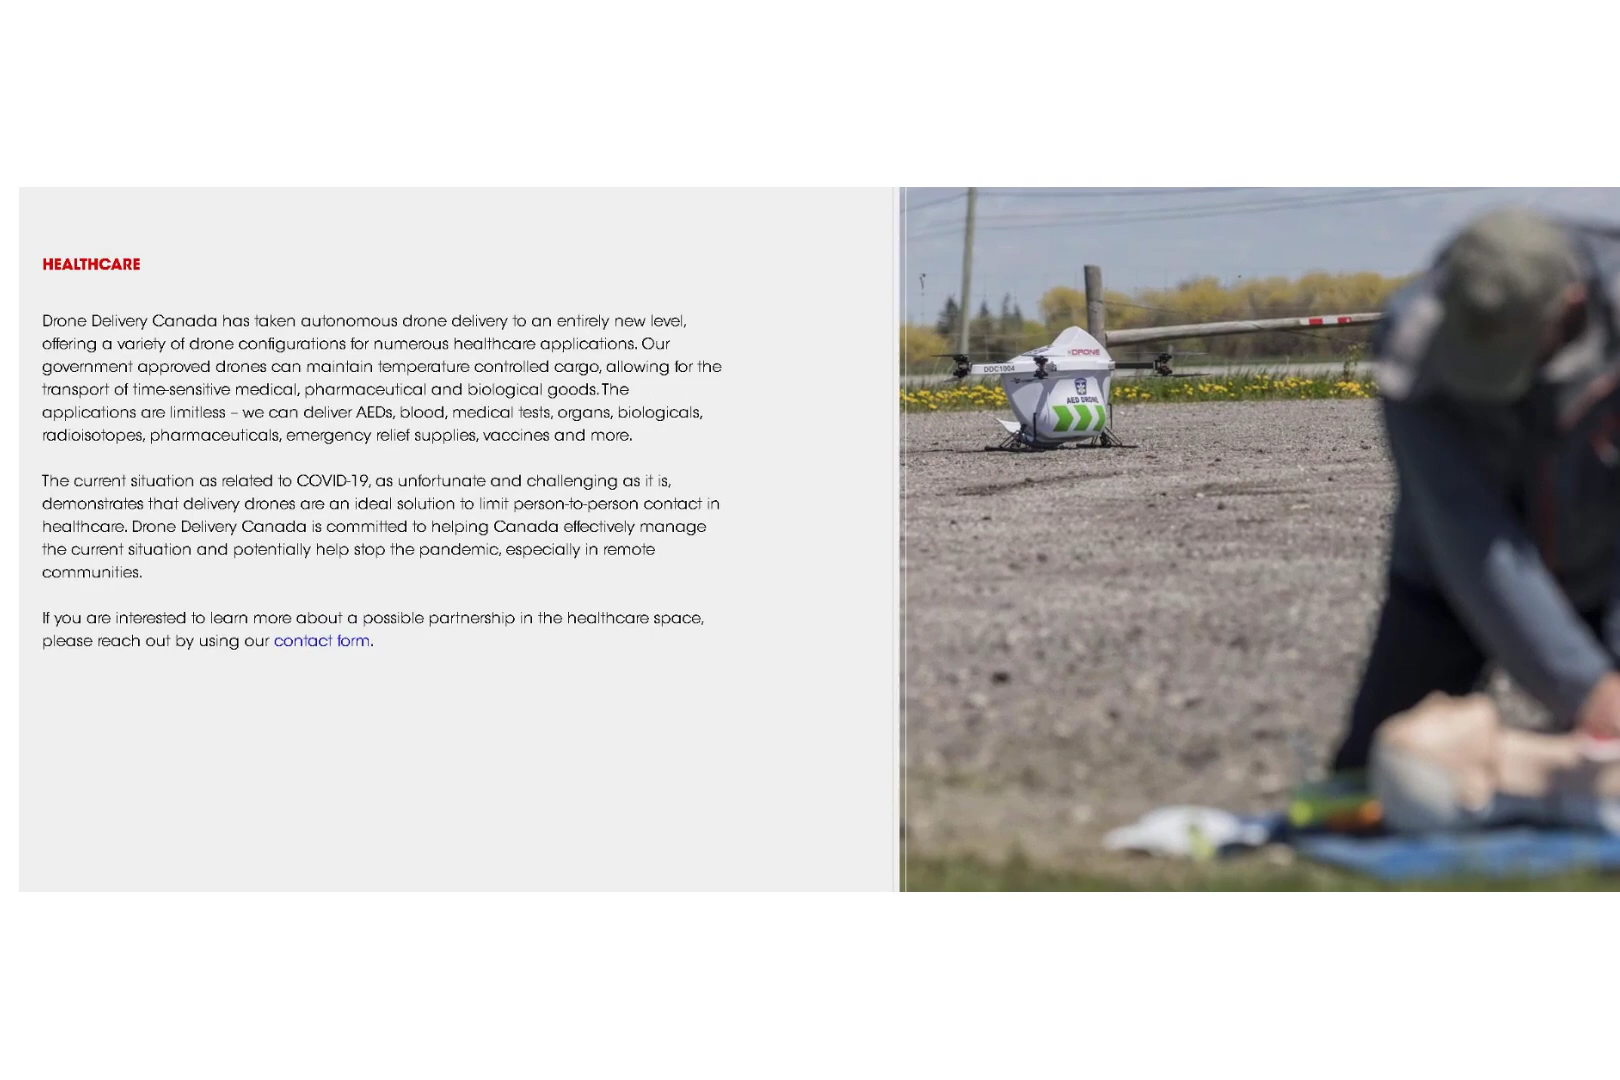 HEALTHCARE
Drone Delivery Canada has taken autonomous drone delivery to an entirely new level,
offering a variety of drone configurations for numerous healthcare applications. Our
government approved drones can maintain temperature controlled cargo, allowing for the
transport of time-sensitive medical, pharmaceutical and biological goods. The
applications are limitless – we can deliver AEDs, blood, medical tests, organs, biologicals,
radioisotopes, pharmaceuticals, emergency relief supplies, vaccines and more.
The current situation as related to COVID-19, as unfortunate and challenging as it is,
demonstrates that delivery drones are an ideal solution to limit person-to-person contact in
healthcare. Drone Delivery Canada is committed to helping Canada effectively manage
the current situation and potentially help stop the pandemic, especially in remote
communities.
If you are interested to learn more about a possible partnership in the healthcare space,
please reach out by using our contact form.
DRONE
DDC1004
AED DRONE